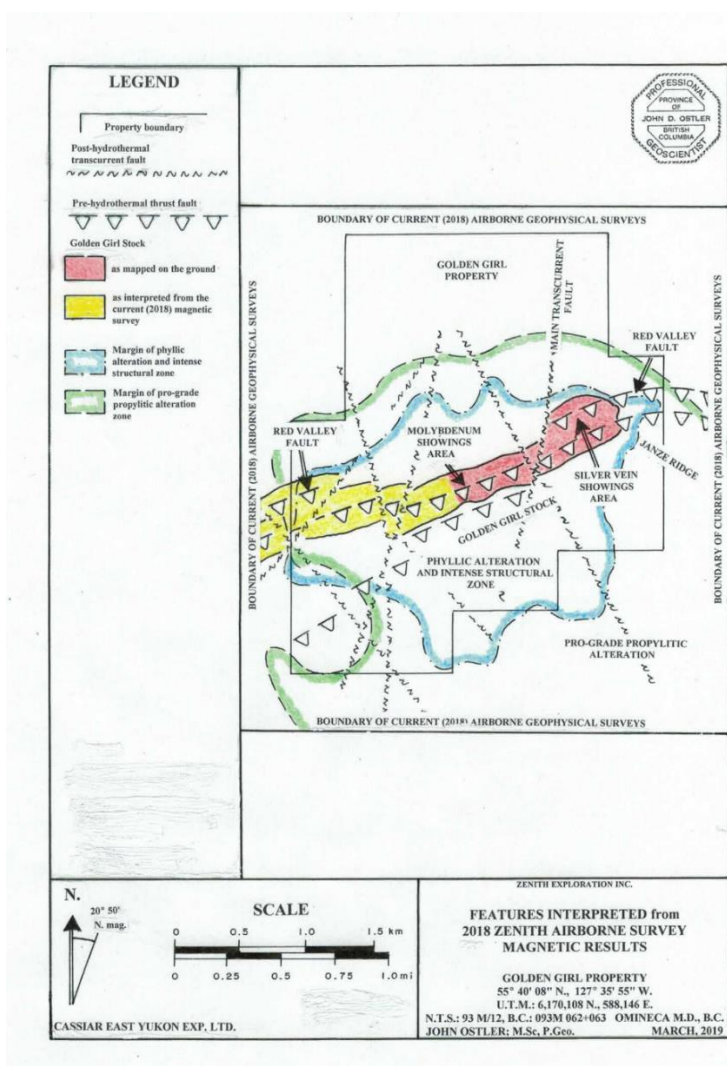 LEGEND
Property boundary
Post-hydrothermal
transcurrent fault
Pre-hydrothermal thrust fault
Golden Girl Stock
as mapped on the ground
as interpreted from the
current (2018) magnetic
survey
Margin of phyllic
alteration and intense
structural zone
Margin of pro-grade
propylitic alteration
zone
PROFESSIONAL
PROVINCE
OF
JOHN D. OSTLER
BRITISH
COLUMBIA
GEOSCIENTIST
BOUNDARY OF CURRENT (2018) AIRBORNE GEOPHYSICAL SURVEYS
BOUNDARY OF CURRENT (2018) AIRBORNE GEOPHYSICAL SURVEYS
BOUNDARY OF CURRENT (2018) AIRBORNE GEOPHYSICAL SURVEYS
GOLDEN GIRL
PROPERTY
MAIN TRANSCURRENT
FAULT
RED VALLEY
FAULT
RED VALLEY
FAULT
MOLYBDENUM
SHOWINGS
AREA
JANZE RIDGE
SILVER VEIN
SHOWINGS
AREA
GOLDEN GIRL STOCK
PHYLLIC ALTERATION
AND INTENSE STRUCTURAL
ZONE
PRO-GRADE PROPYLITIC
ALTERATION
BOUNDARY OF CURRENT (2018) AIRBORNE GEOPHYSICAL SURVEYS
N.
20° 50'
N. mag.
SCALE
0 0.5 1.0 1.5 km
0 0.25 0.5 0.75 1.0 mi
CASSIAR EAST YUKON EXP. LTD.
ZENITH EXPLORATION INC.
FEATURES INTERPRETED from
2018 ZENITH AIRBORNE SURVEY
MAGNETIC RESULTS
GOLDEN GIRL PROPERTY
55° 40' 08" N., 127° 35' 55" W.
U.T.M.: 6,170,108 N., 588,146 E.
N.T.S.: 93 M/12, B.C.: 093M 062+063 OMINECA M.D., B.C.
JOHN OSTLER; M.Sc, P.Geo. MARCH, 2019